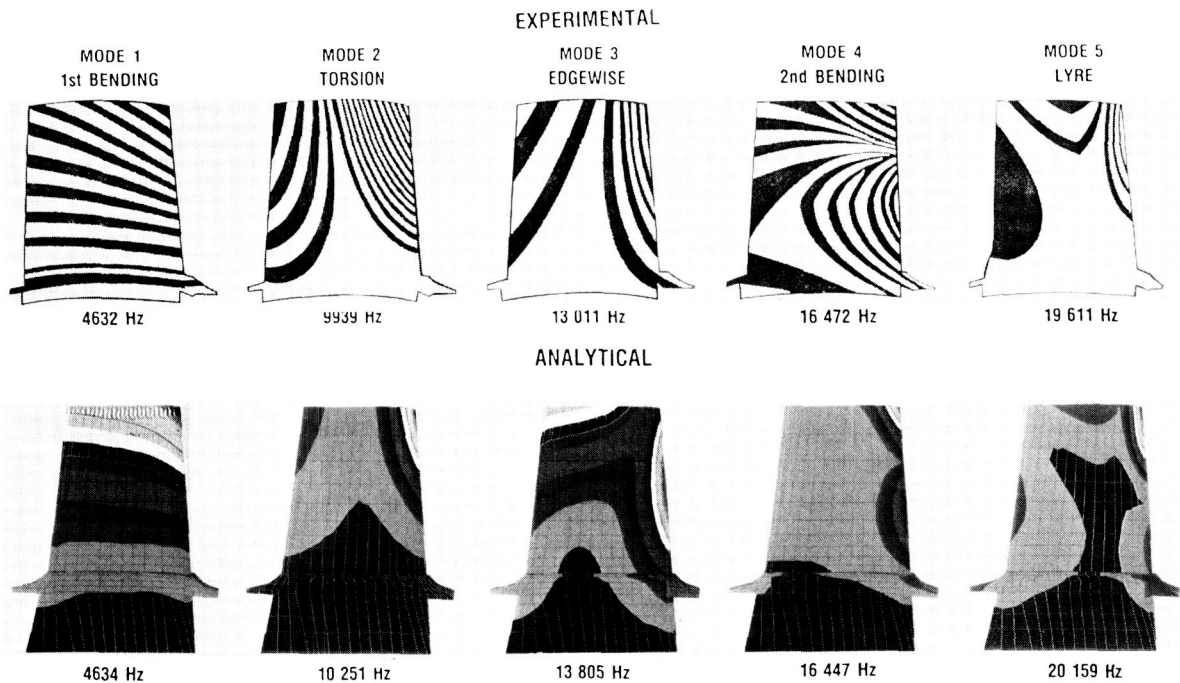 EXPERIMENTAL
MODE 1
1st BENDING
MODE 2
TORSION
MODE 3
EDGEWISE
MODE 4
2nd BENDING
MODE 5
LYRE
4632 Hz
9939 Hz
13 011 Hz
16 472 Hz
19 611 Hz
ANALYTICAL
4634 Hz
10 251 Hz
13 805 Hz
16 447 Hz
20 159 Hz